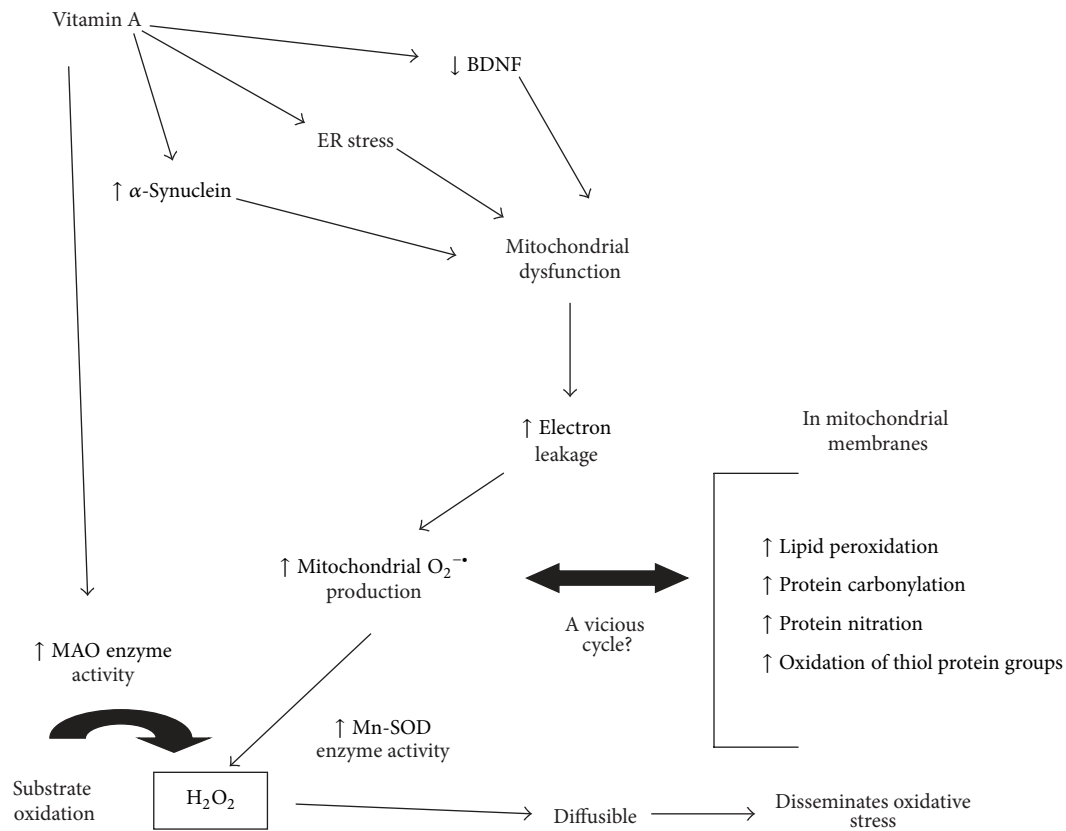 Vitamin A
↓ BDNF
ER stress
↑ α-Synuclein
Mitochondrial
dysfunction
↑ Electron
leakage
In mitochondrial
membranes
↑ Mitochondrial O₂⁻•
production
A vicious
cycle?
↑ Lipid peroxidation
↑ Protein carbonylation
↑ Protein nitration
↑ Oxidation of thiol protein groups
↑ MAO enzyme
activity
↑ Mn-SOD
enzyme activity
Substrate
oxidation
H₂O₂
Diffusible
Disseminates oxidative
stress